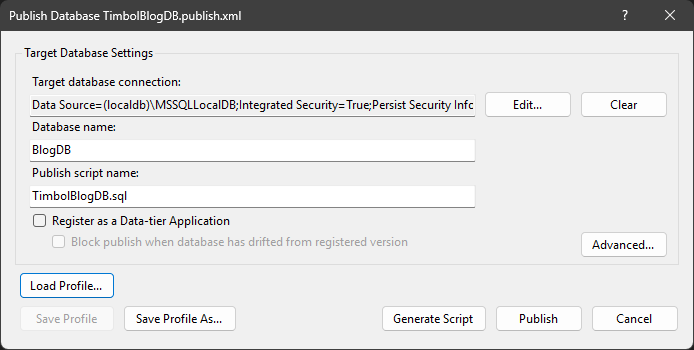 Publish Database TimbolBlogDB.publish.xml
Target Database Settings
Target database connection:
Data Source=(localdb)\MSSQLLocalDB;Integrated Security=True;Persist Security Info
Edit...
Clear
Database name:
BlogDB
Publish script name:
TimbolBlogDB.sql
Register as a Data-tier Application
Block publish when database has drifted from registered version
Advanced...
Load Profile...
Save Profile
Save Profile As...
Generate Script
Publish
Cancel